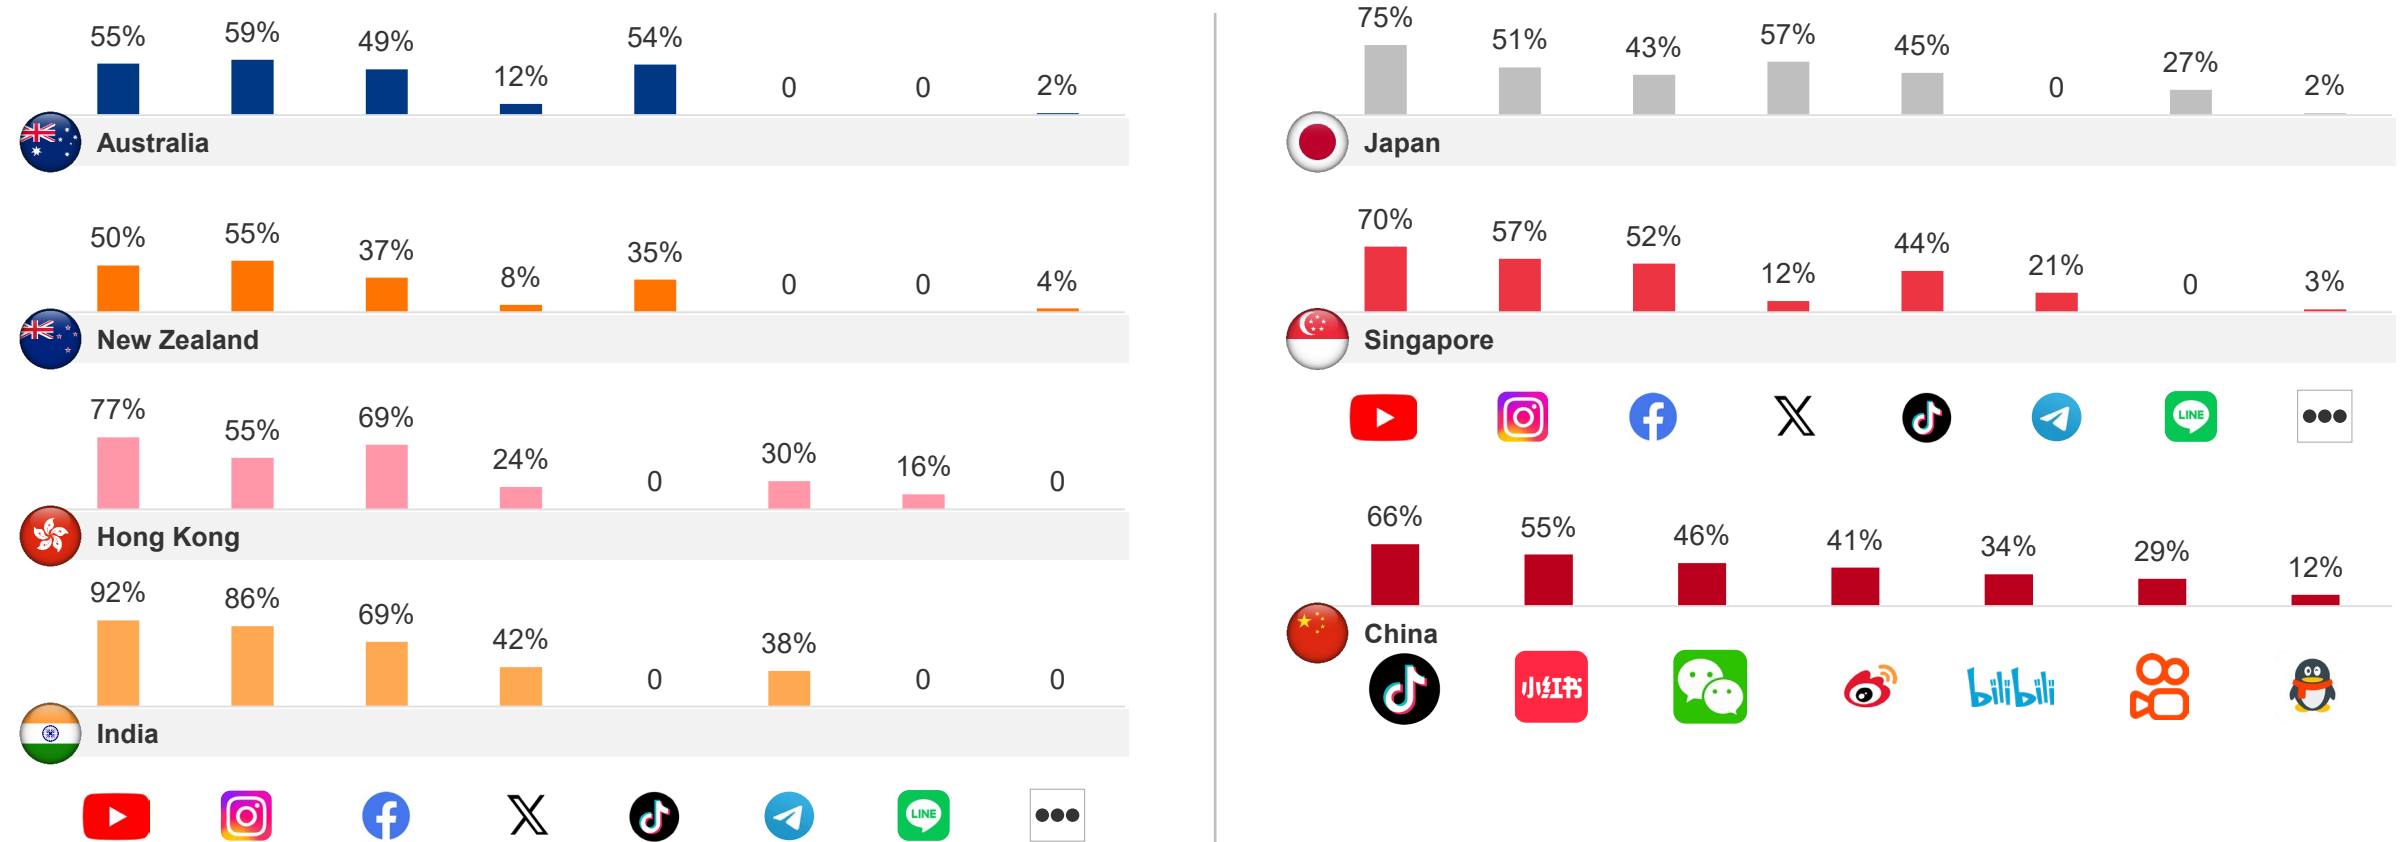 55% 59% 49% 12% 54% 0 0 2%
Australia
50% 55% 37% 8% 35% 0 0 4%
New Zealand
77% 55% 69% 24% 0 30% 16% 0
Hong Kong
92% 86% 69% 42% 0 38% 0 0
India
LINE
75% 51% 43% 57% 45% 0 27% 2%
Japan
70% 57% 52% 12% 44% 21% 0 3%
Singapore
LINE
66% 55% 46% 41% 34% 29% 12%
China
小红书 bilibili